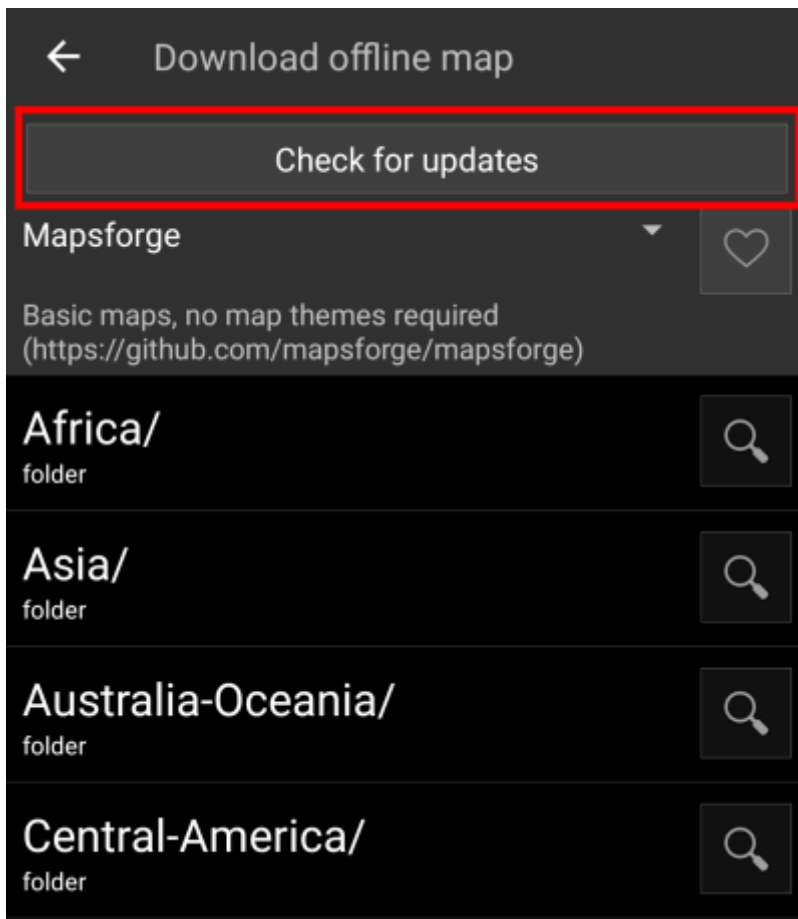 Download offline map
Check for updates
Mapsforge
Basic maps, no map themes required
(https://github.com/mapsforge/mapsforge)
Africa/
folder
Asia/
folder
Australia-Oceania/
folder
Central-America/
folder